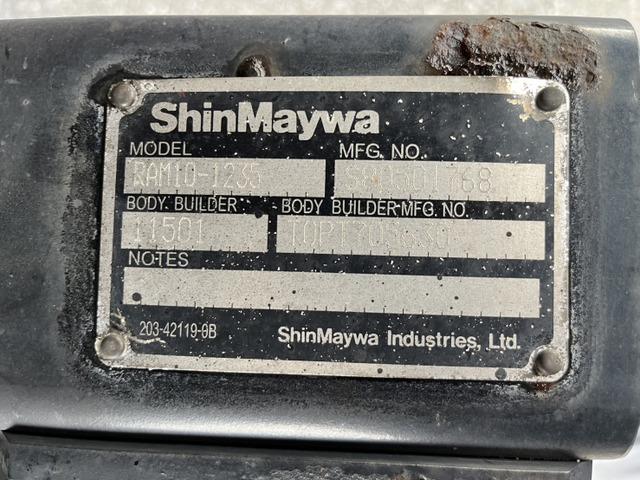 ShinMaywa
MODEL MFG. NO.
RAM10-1235
BODY BUILDER BODY BUILDER MFG. NO.
11501
NOTES
203-42119-0B ShinMaywa Industries, Ltd.